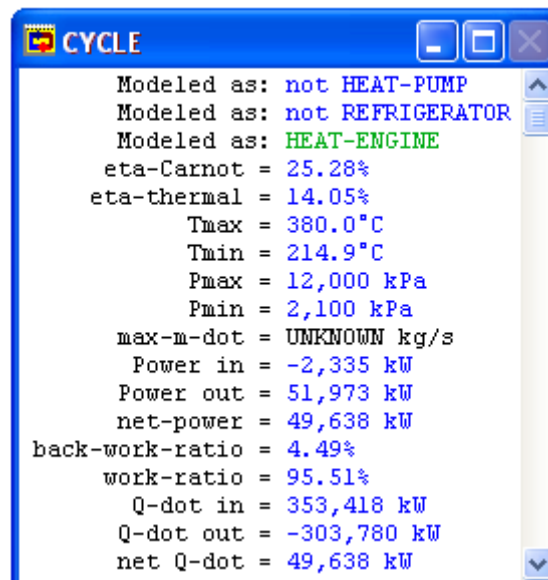 CYCLE
Modeled as: not HEAT-PUMP
Modeled as: not REFRIGERATOR
Modeled as: HEAT-ENGINE
eta-Carnot = 25.28%
eta-thermal = 14.05%
Tmax = 380.0°C
Tmin = 214.9°C
Pmax = 12,000 kPa
Pmin = 2,100 kPa
max-m-dot = UNKNOWN kg/s
Power in = -2,335 kW
Power out = 51,973 kW
net-power = 49,638 kW
back-work-ratio = 4.49%
work-ratio = 95.51%
Q-dot in = 353,418 kW
Q-dot out = -303,780 kW
net Q-dot = 49,638 kW